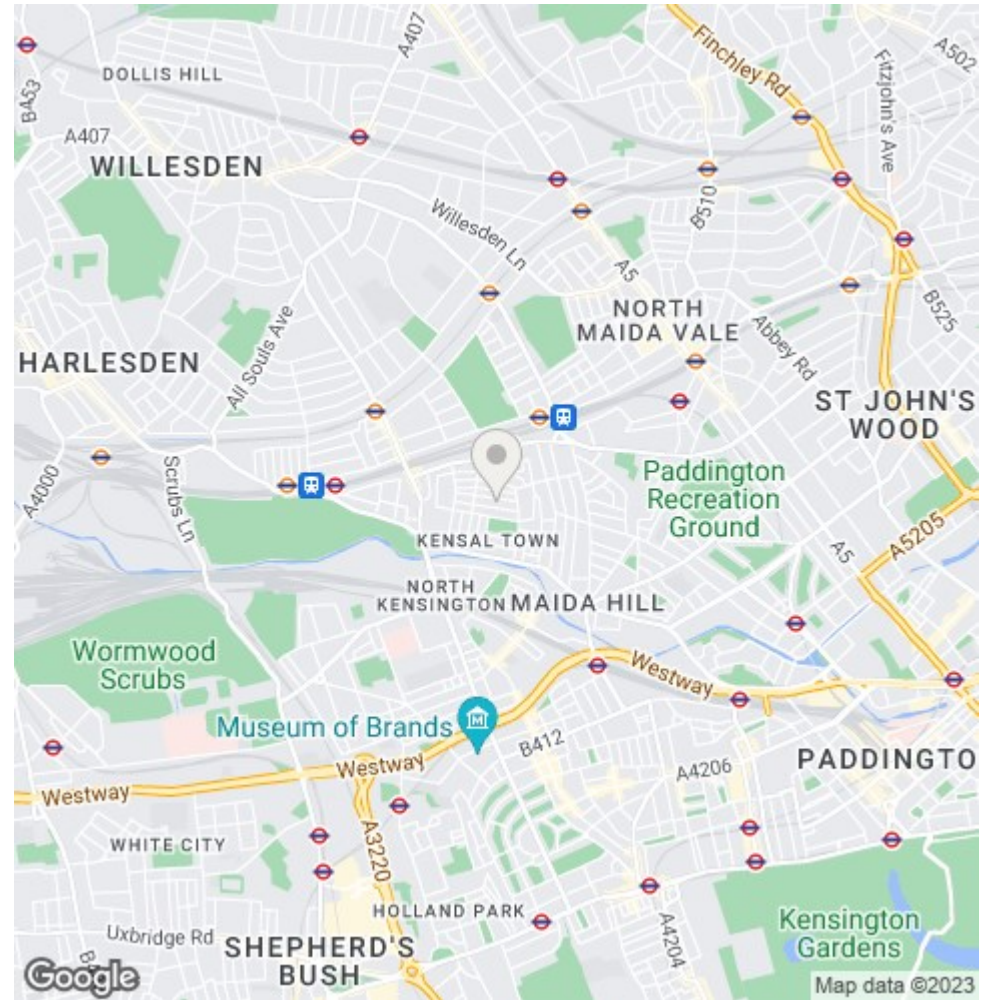 A407
Finchley Rd
A502
DOLLIS HILL
Fitzjohn's Ave
BA53
A407
WILLESDEN
B510
Willesden Ln
A5
NORTH
MAIDA VALE
B525
Abbey Rd
HARLESDEN
All Souls Ave
ST JOHN'S
WOOD
A4000
Scrubs Ln
Paddington
Recreation
Ground
A5205
KENSAL TOWN
A5
NORTH
KENSINGTON
MAIDA HILL
Wormwood
Scrubs
Westway
Museum of Brands
M
B412
Westway
A4206
PADDINGTO
Westway
WHITE CITY
A3220
HOLLAND PARK
A4204
Kensington
Gardens
Uxbridge Rd
SHEPHERD'S
BUSH
Google
Map data ©2023